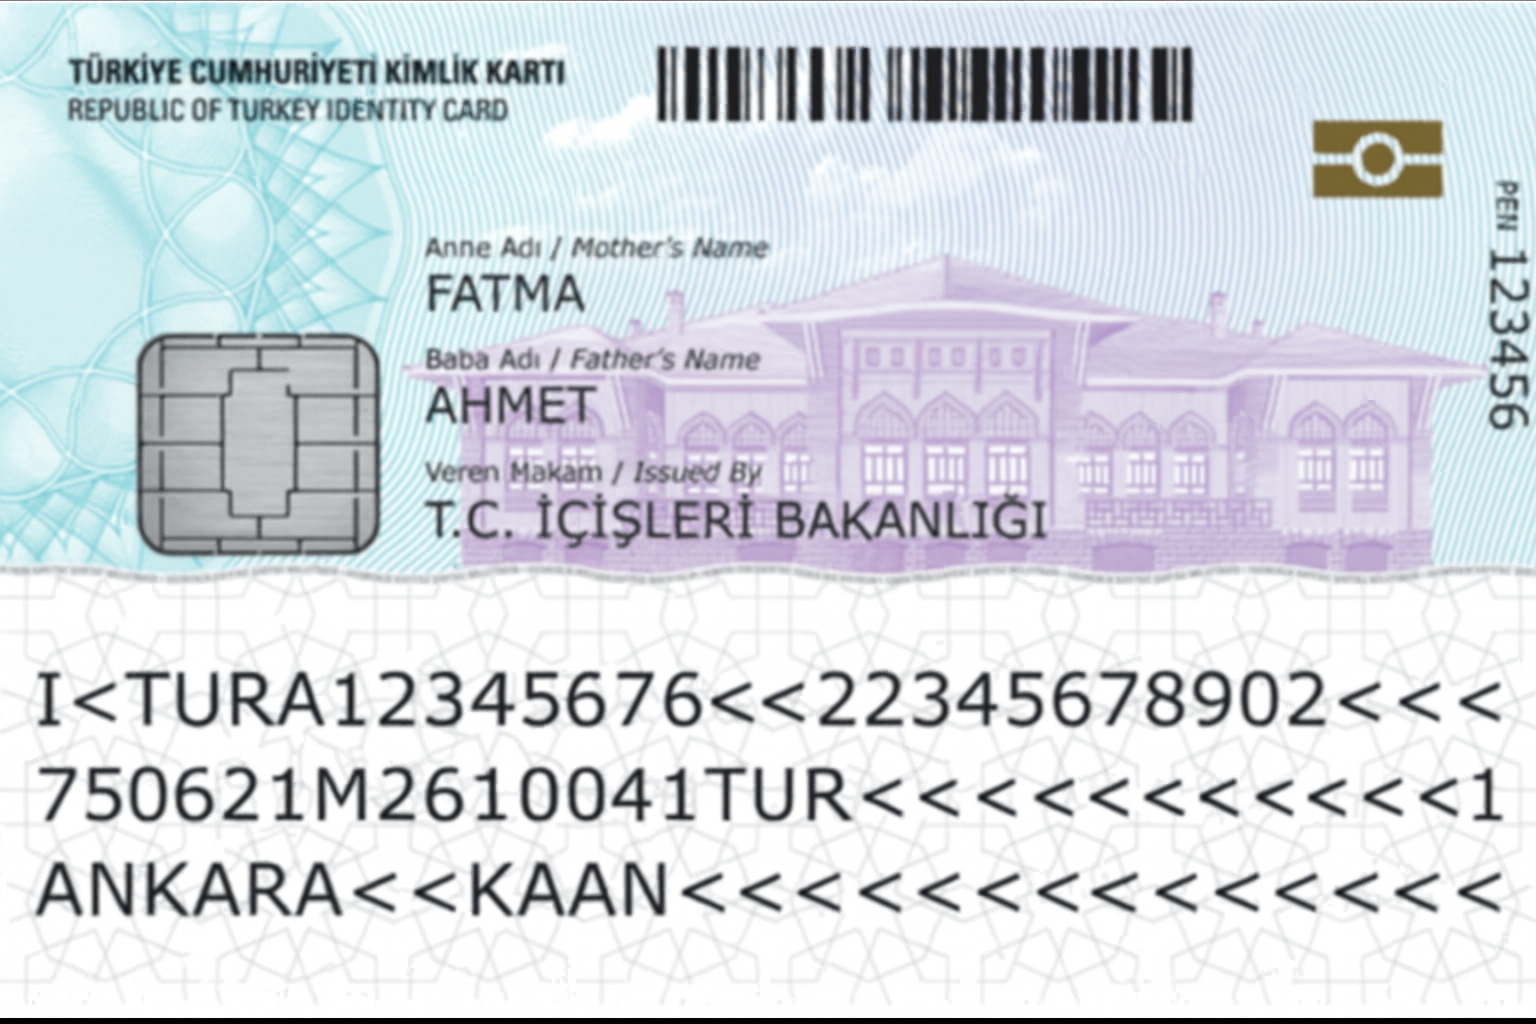 TÜRKİYE CUMHURİYETİ KİMLİK KARTI
REPUBLIC OF TURKEY IDENTITY CARD
PEN 123456
Anne Adı / Mother's Name
FATMA
Baba Adı / Father's Name
AHMET
Veren Makam / Issued By
T.C. İÇİŞLERİ BAKANLIĞI
I<TURA12345676<<22345678902<<<
750621M2610041TUR<<<<<<<<<<<1
ANKARA<<KAAN<<<<<<<<<<<<<<